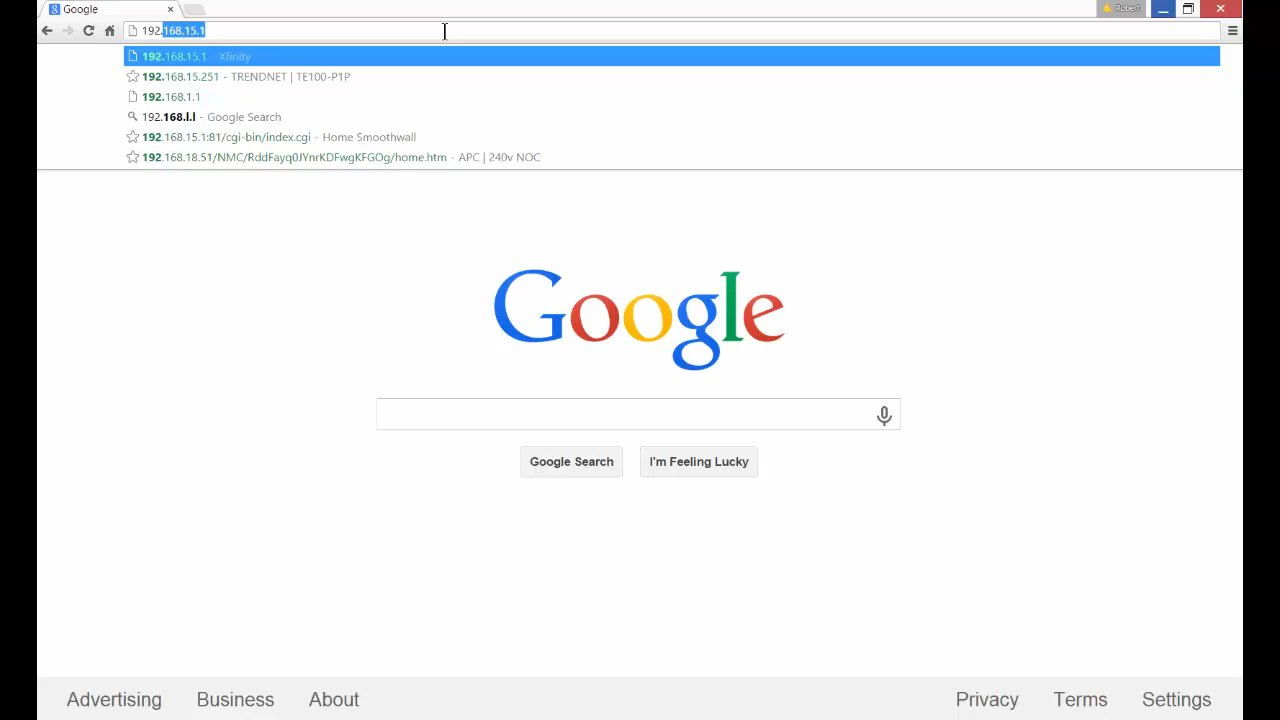 Google
Robert
192.168.15.1
192.168.15.1 - Xfinity
192.168.15.251 - TRENDNET | TE100-P1P
192.168.1.1
192.168.l.l - Google Search
192.168.15.1:81/cgi-bin/index.cgi - Home Smoothwall
192.168.18.51/NMC/RddFayq0JYnrKDFwgKFGOg/home.htm - APC | 240v NOC
Google
Google Search
I'm Feeling Lucky
Advertising Business About Privacy Terms Settings